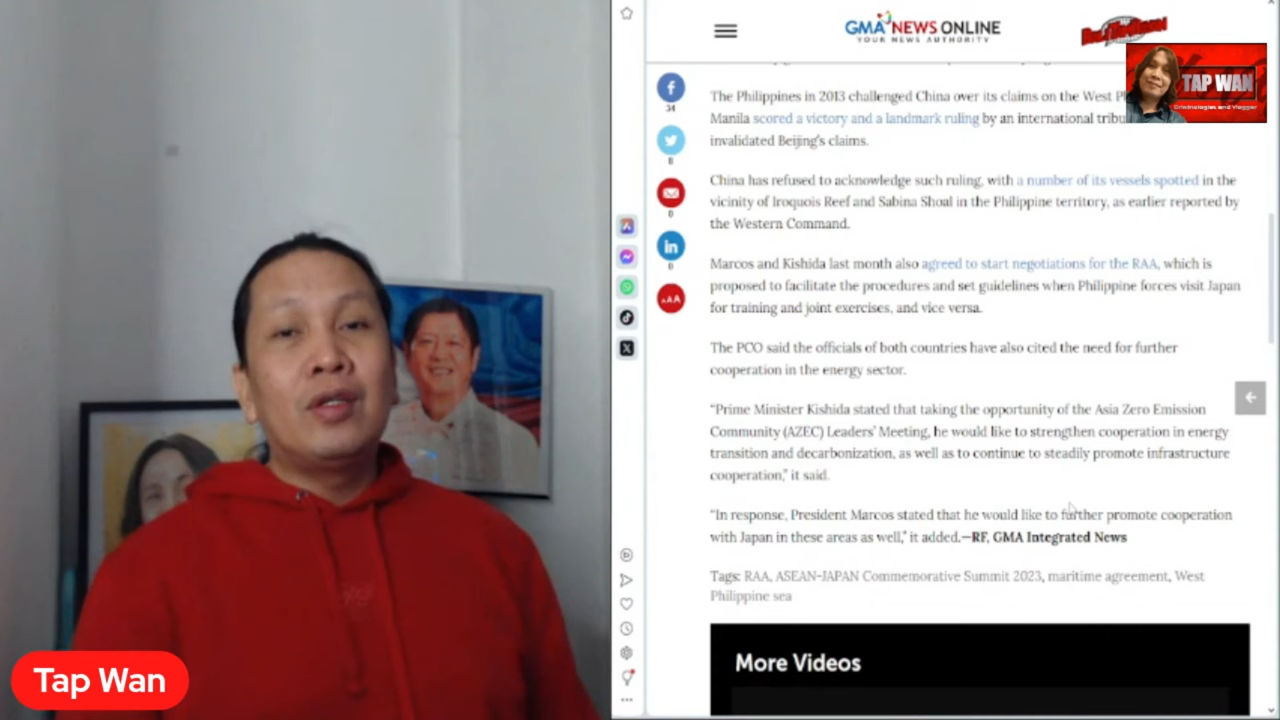 GMA NEWS ONLINE
YOUR NEWS AUTHORITY
TAP WAN
Criminologist and Vlogger
34
0
0
0
AAA
The Philippines in 2013 challenged China over its claims on the West
Manila scored a victory and a landmark ruling by an international
invalidated Beijing's claims.
China has refused to acknowledge such ruling, with a number of its vessels spotted in the
vicinity of Iroquois Reef and Sabina Shoal in the Philippine territory, as earlier reported by
the Western Command.
Marcos and Kishida last month also agreed to start negotiations for the RAA, which is
proposed to facilitate the procedures and set guidelines when Philippine forces visit Japan
for training and joint exercises, and vice versa.
The PCO said the officials of both countries have also cited the need for further
cooperation in the energy sector.
“Prime Minister Kishida stated that taking the opportunity of the Asia Zero Emission
Community (AZEC) Leaders’ Meeting, he would like to strengthen cooperation in energy
transition and decarbonization, as well as to continue to steadily promote infrastructure
cooperation,” it said.
“In response, President Marcos stated that he would like to further promote cooperation
with Japan in these areas as well,” it added.—RF, GMA Integrated News
Tags: RAA, ASEAN-JAPAN Commemorative Summit 2023, maritime agreement, West
Philippine sea
More Videos
Tap Wan